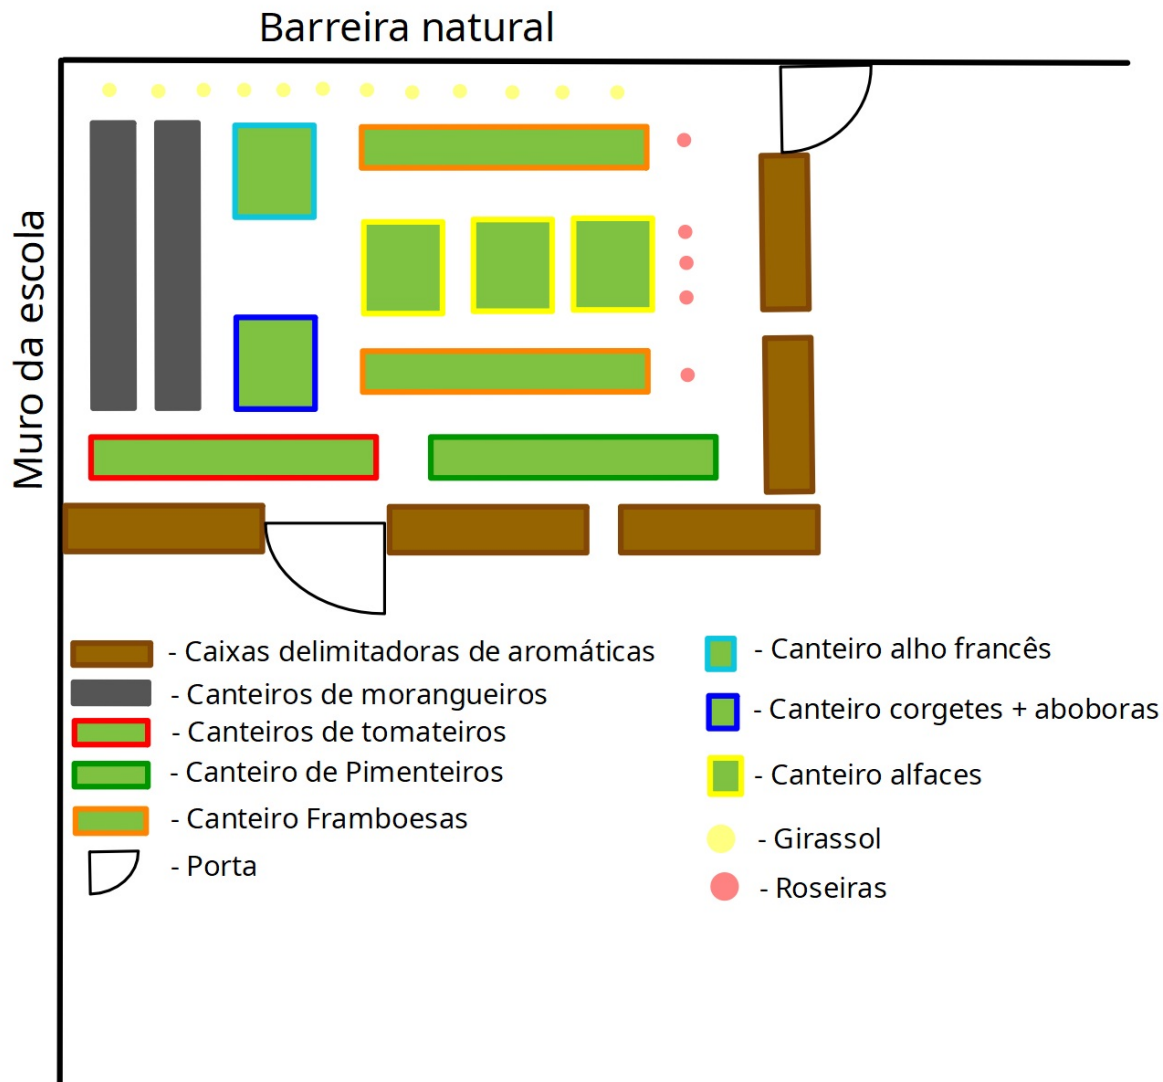 Barreira natural
Muro da escola
- Caixas delimitadoras de aromáticas
- Canteiros de morangueiros
- Canteiros de tomateiros
- Canteiro de Pimenteiros
- Canteiro Framboesas
- Porta
- Canteiro alho francês
- Canteiro corgetes + aboboras
- Canteiro alfaces
- Girassol
- Roseiras